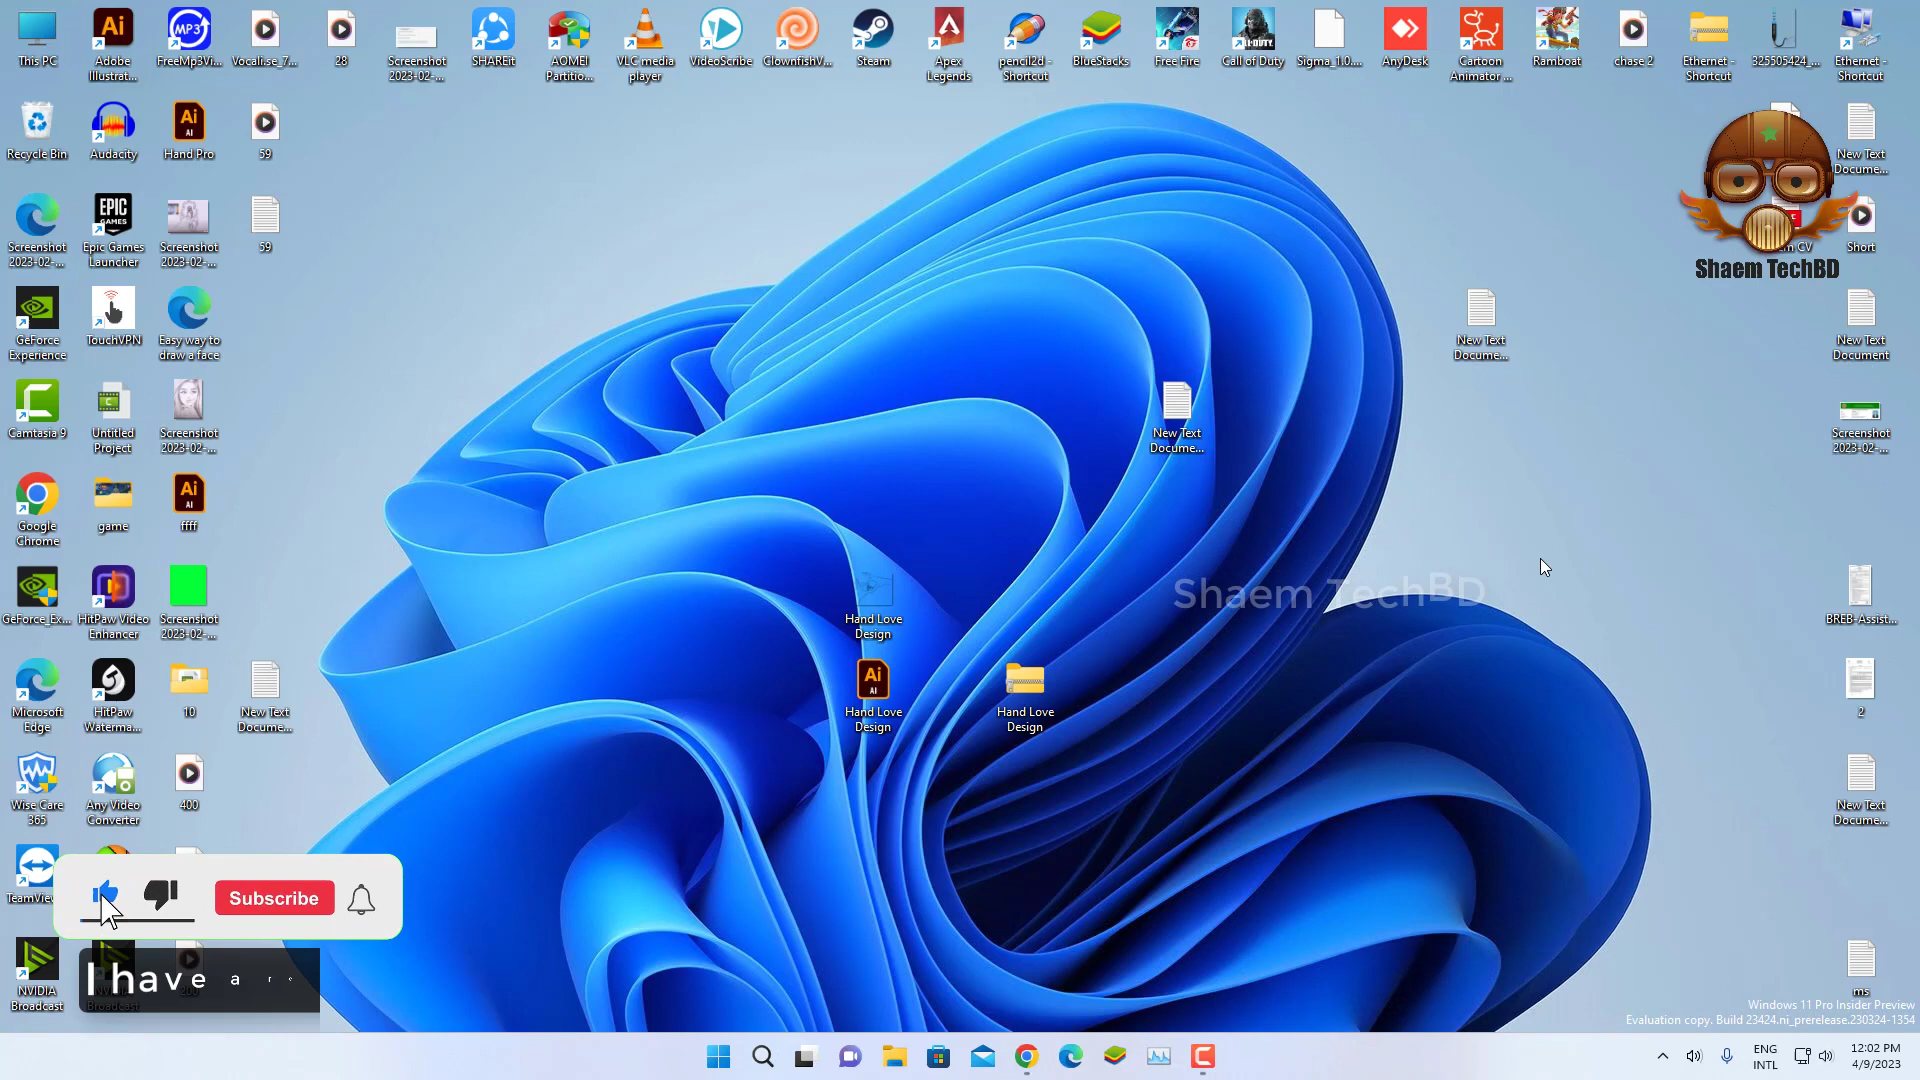 This PC
Adobe
Illustrat...
FreeMp3Vi...
Vocali.se_7...
28
Screenshot
2023-02-...
SHAREit
AOMEI
Partitio...
VLC media
player
VideoScribe
ClownfishV...
Steam
Apex
Legends
pencil2d -
Shortcut
BlueStacks
Free Fire
Call of Duty
Sigma_1.0....
AnyDesk
Cartoon
Animator ...
Ramboat
chase 2
Ethernet -
Shortcut
325505424_...
Ethernet -
Shortcut
Recycle Bin
Audacity
Hand Pro
59
New Text
Docume...
Screenshot
2023-02-...
Epic Games
Launcher
Screenshot
2023-02-...
59
CV
Short
Shaem TechBD
GeForce
Experience
TouchVPN
Easy way to
draw a face
New Text
Docume...
New Text
Document
Camtasia 9
Untitled
Project
Screenshot
2023-02-...
New Text
Docume...
Screenshot
2023-02-...
Google
Chrome
game
ffff
GeForce_Ex...
HitPaw Video
Enhancer
Screenshot
2023-02-...
Hand Love
Design
Shaem TechBD
BREB-Assist...
Microsoft
Edge
HitPaw
Waterma...
10
New Text
Docume...
Hand Love
Design
Hand Love
Design
2
Wise Care
365
Any Video
Converter
400
New Text
Docume...
Subscribe
I have a r
NVIDIA
Broadcast
ms
Windows 11 Pro Insider Preview
Evaluation copy. Build 23424.ni_prerelease.230324-1354
ENG
INTL
12:02 PM
4/9/2023